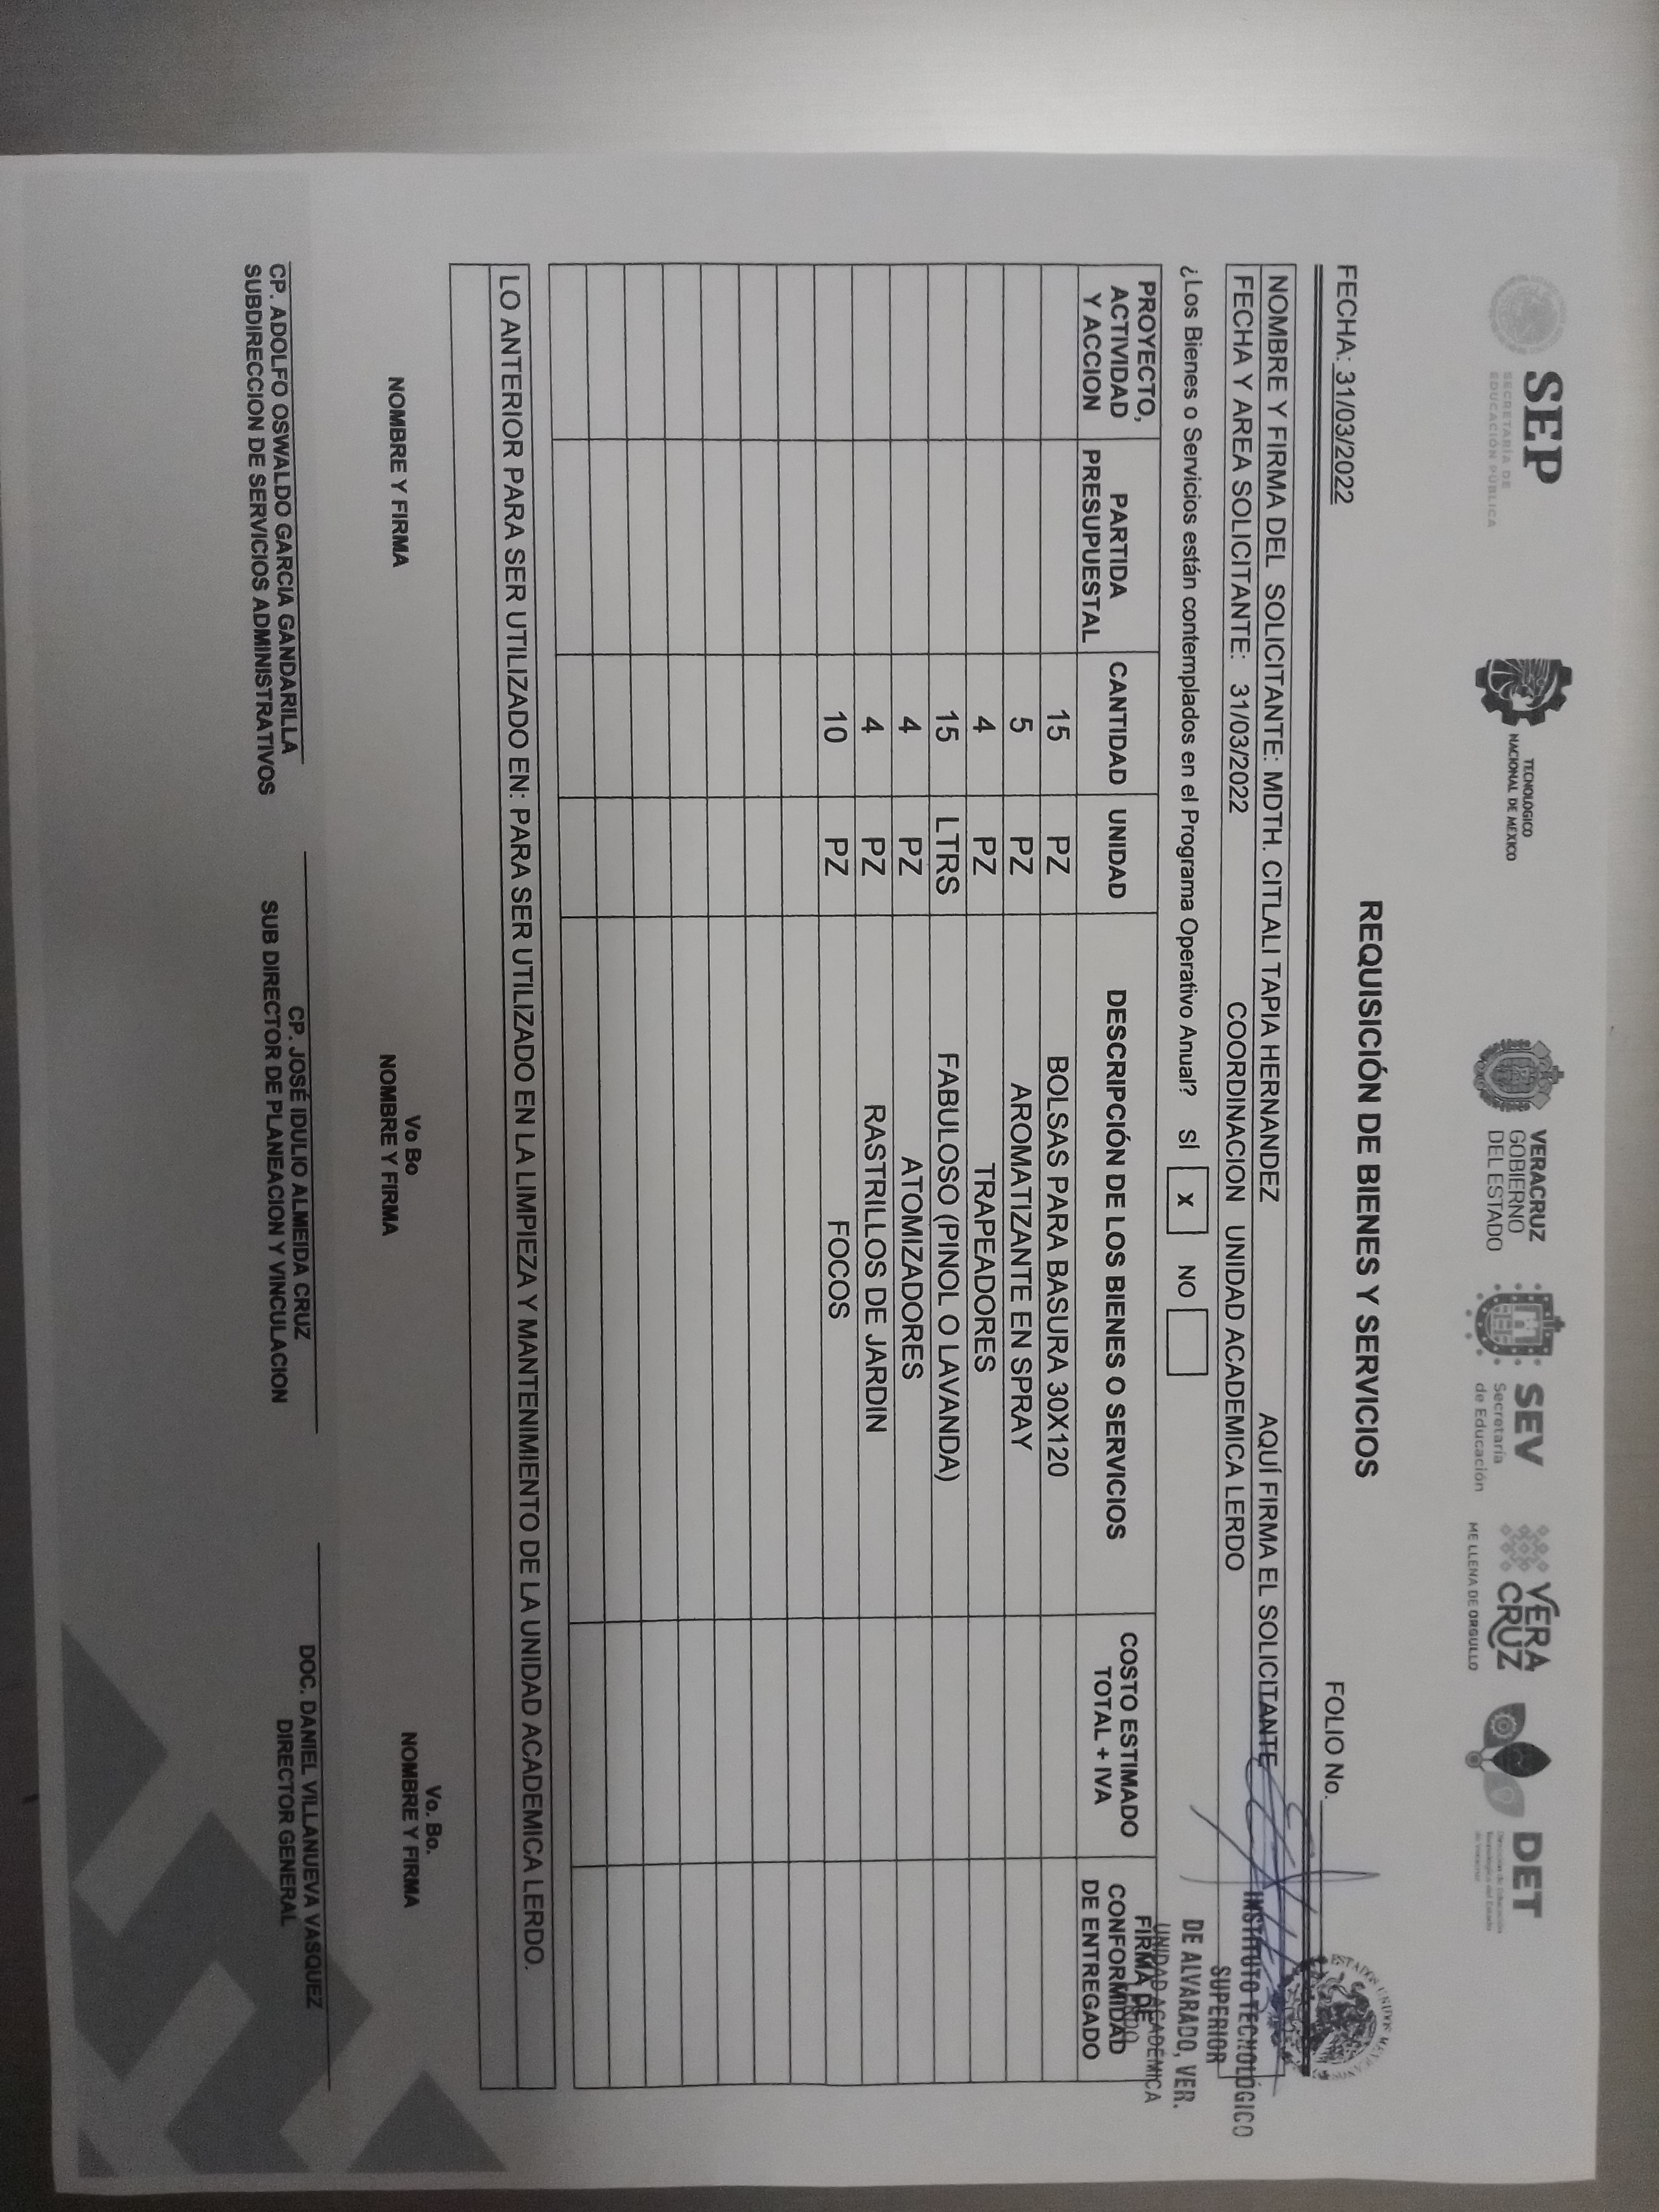 SEP
SECRETARÍA DE
EDUCACIÓN PÚBLICA
TECNOLÓGICO
NACIONAL DE MÉXICO
VERACRUZ
GOBIERNO
DEL ESTADO
SEV
Secretaría
de Educación
VERA
CRUZ
ME LLENA DE ORGULLO
DET
REQUISICIÓN DE BIENES Y SERVICIOS
FECHA: 31/03/2022
FOLIO No.
NOMBRE Y FIRMA DEL SOLICITANTE: MDTH. CITLALI TAPIA HERNANDEZ AQUÍ FIRMA EL SOLICITANTE
FECHA Y AREA SOLICITANTE: 31/03/2022 COORDINACION UNIDAD ACADEMICA LERDO
¿Los Bienes o Servicios están contemplados en el Programa Operativo Anual? SÍ X NO
ESTADOS UNIDOS MEXICANOS
INSTITUTO TECNOLÓGICO
SUPERIOR
DE ALVARADO, VER.
UNIDAD ACADÉMICA
LERDO
PROYECTO, ACTIVIDAD Y ACCION PARTIDA PRESUPUESTAL CANTIDAD UNIDAD DESCRIPCIÓN DE LOS BIENES O SERVICIOS COSTO ESTIMADO TOTAL + IVA FIRMA DE CONFORMIDAD DE ENTREGADO
15 PZ BOLSAS PARA BASURA 30X120
5 PZ AROMATIZANTE EN SPRAY
4 PZ TRAPEADORES
15 LTRS FABULOSO (PINOL O LAVANDA)
4 PZ ATOMIZADORES
4 PZ RASTRILLOS DE JARDIN
10 PZ FOCOS
LO ANTERIOR PARA SER UTILIZADO EN: PARA SER UTILIZADO EN LA LIMPIEZA Y MANTENIMIENTO DE LA UNIDAD ACADEMICA LERDO.
NOMBRE Y FIRMA
CP. ADOLFO OSWALDO GARCIA GANDARILLA
SUBDIRECCION DE SERVICIOS ADMINISTRATIVOS
Vo Bo
NOMBRE Y FIRMA
CP. JOSÉ IDULIO ALMEIDA CRUZ
SUB DIRECTOR DE PLANEACION Y VINCULACION
Vo. Bo.
NOMBRE Y FIRMA
DOC. DANIEL VILLANUEVA VASQUEZ
DIRECTOR GENERAL